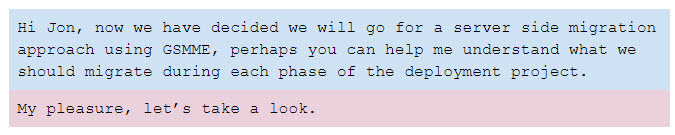 Hi Jon, now we have decided we will go for a server side migration
approach using GSMME, perhaps you can help me understand what we
should migrate during each phase of the deployment project.
My pleasure, let’s take a look.